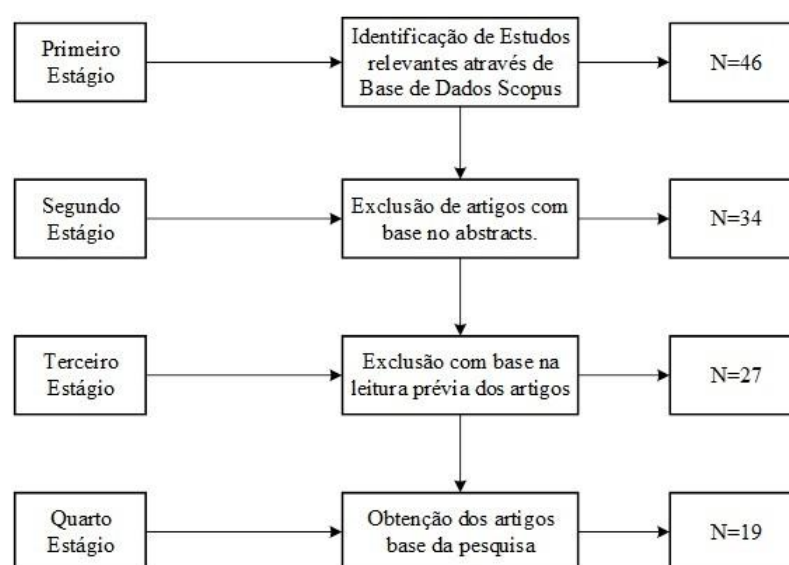 Primeiro
Estágio
Identificação de Estudos
relevantes através de
Base de Dados Scopus
N=46
Segundo
Estágio
Exclusão de artigos com
base no abstracts.
N=34
Terceiro
Estágio
Exclusão com base na
leitura prévia dos artigos
N=27
Quarto
Estágio
Obtenção dos artigos
base da pesquisa
N=19